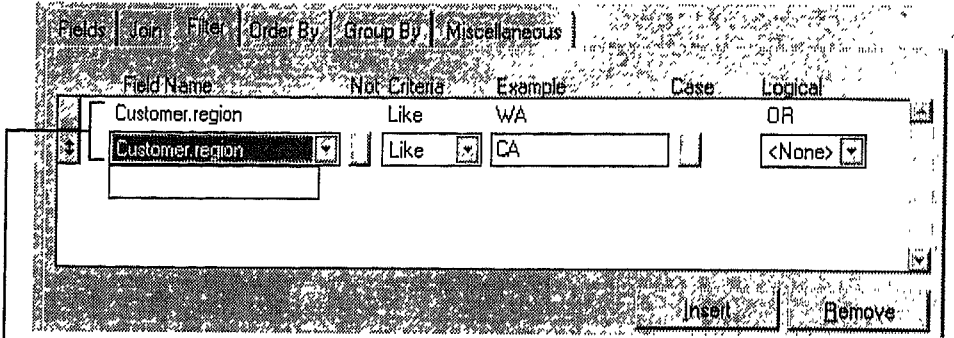 Fields Join Filter Order By Group By Miscellaneous
Field Name Not Criteria Example Case Logical
Customer.region Like WA OR
Customer.region Like CA <None>
Insert Remove